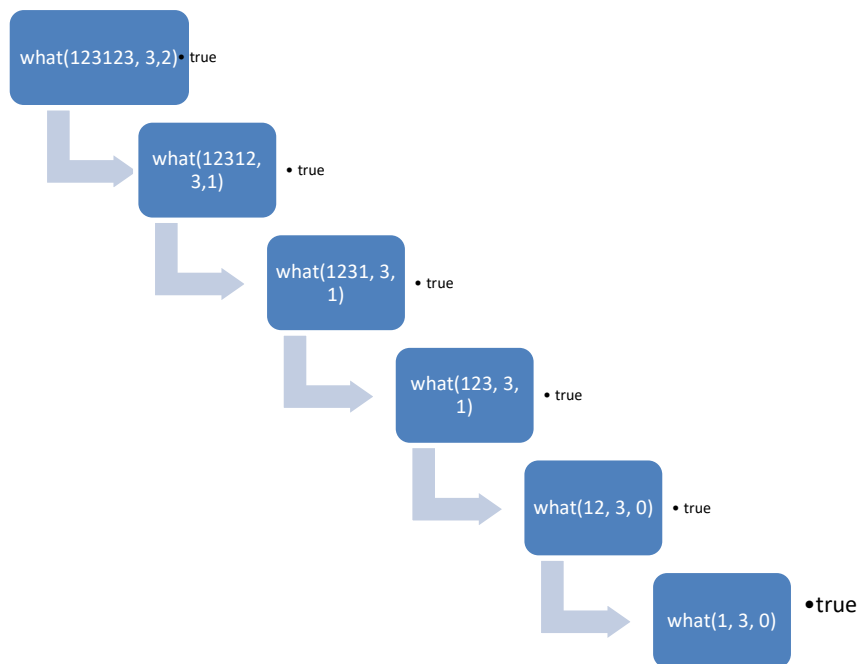 what(123123, 3,2)• true
what(12312,
3,1)
• true
what(1231, 3,
1)
• true
what(123, 3,
1)
• true
what(12, 3, 0)
• true
what(1, 3, 0)
•true